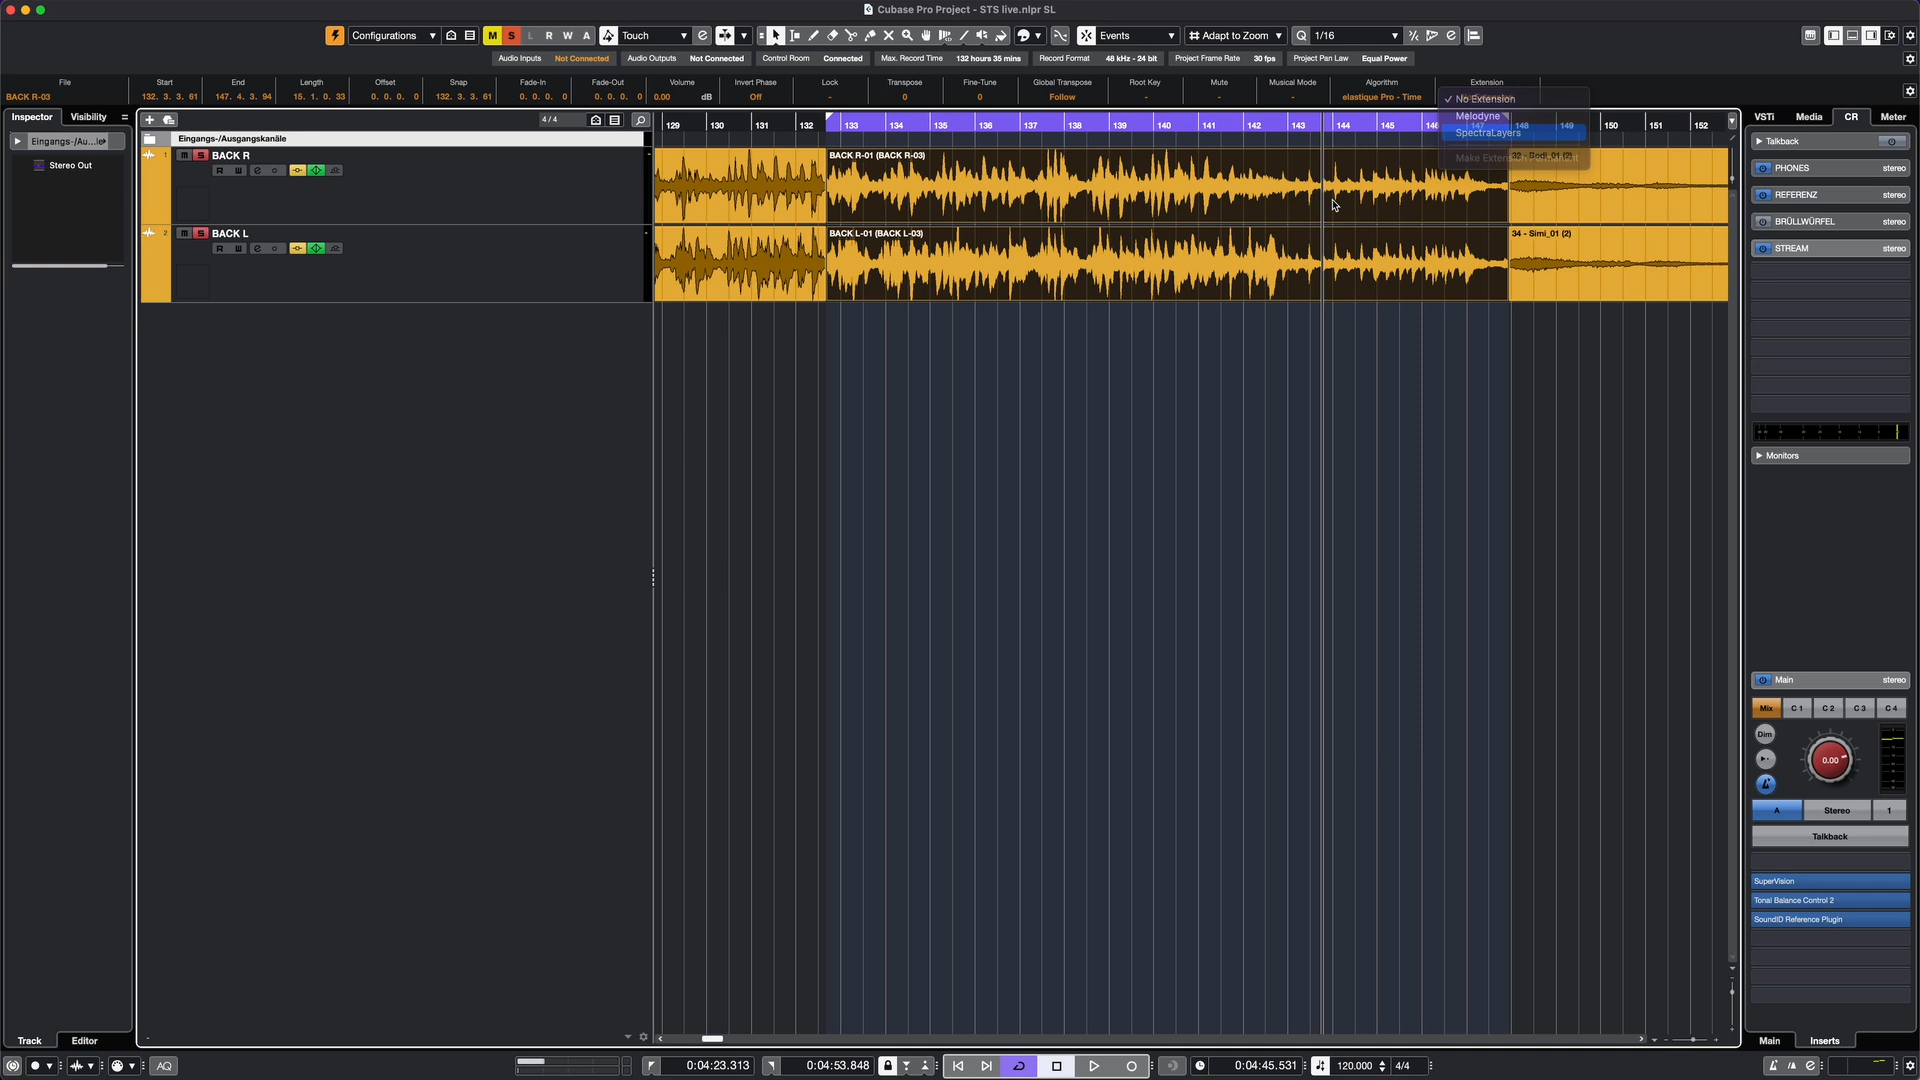 Cubase Pro Project - STS live.nlpr SL
Configurations
M S L R W A
Touch
Events
Adapt to Zoom
Q 1/16
Audio Inputs Not Connected Audio Outputs Not Connected Control Room Connected Max. Record Time 132 hours 35 mins Record Format 48 kHz - 24 bit Project Frame Rate 30 fps Project Pan Law Equal Power
File Start End Length Offset Snap Fade-In Fade-Out Volume Invert Phase Lock Transpose Fine-Tune Global Transpose Root Key Mute Musical Mode Algorithm Extension
BACK R-03 132. 3. 3. 61 147. 4. 3. 94 15. 1. 0. 33 0. 0. 0. 0 132. 3. 3. 61 0. 0. 0. 0 0. 0. 0. 0 0.00 dB Off - 0 0 Follow - - - elastique Pro - Time
✓ No Extension
Melodyne
SpectraLayers
Inspector Visibility
4/4
129 130 131 132 133 134 135 136 137 138 139 140 141 142 143 144 145 146 147 148 149 150 151 152
VSTi Media CR Meter
Eingangs-/Au...le
Eingangs-/Ausgangskanäle
Talkback
Stereo Out
1 m S BACK R
R W e
BACK R-01 (BACK R-03)
32 - Bodi_01 (2)
PHONES stereo
REFERENZ stereo
BRÜLLWÜRFEL stereo
2 m S BACK L
R W e
BACK L-01 (BACK L-03)
34 - Simi_01 (2)
STREAM stereo
Monitors
Main stereo
Mix C 1 C 2 C 3 C 4
Dim
0.00
A Stereo 1
Talkback
SuperVision
Tonal Balance Control 2
SoundID Reference Plugin
Track Editor
Main Inserts
AQ
0:04:23.313
0:04:53.848
0:04:45.531
120.000
4/4